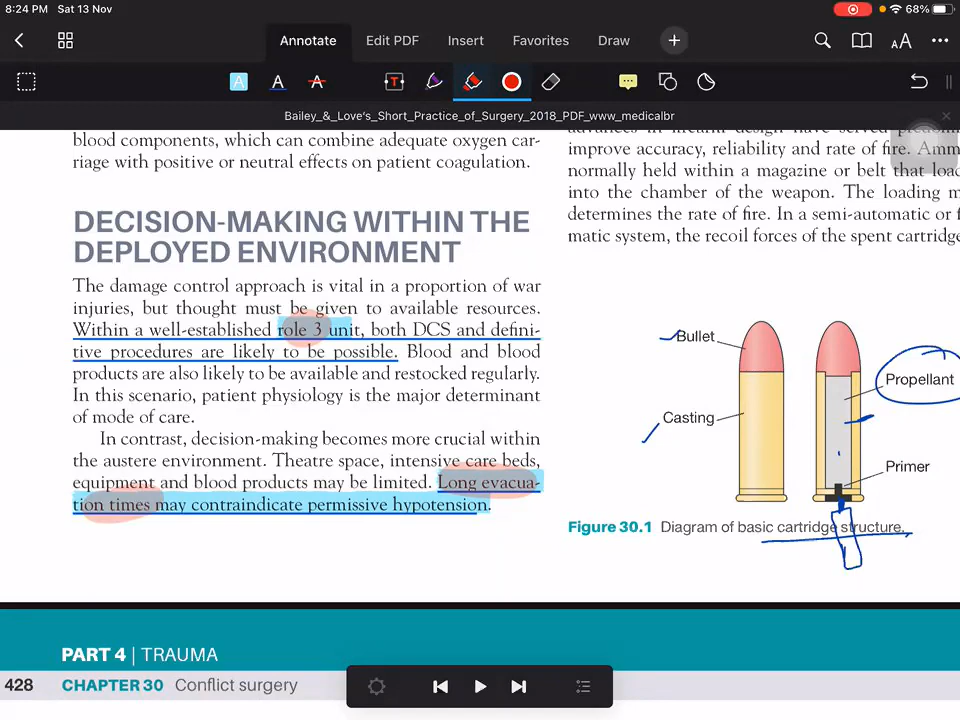 8:24 PM Sat 13 Nov
68%
Annotate
Edit PDF
Insert
Favorites
Draw
Bailey_&_Love's_Short_Practice_of_Surgery_2018_PDF_www_medicalbr
blood components, which can combine adequate oxygen car-
riage with positive or neutral effects on patient coagulation.
DECISION-MAKING WITHIN THE
DEPLOYED ENVIRONMENT
The damage control approach is vital in a proportion of war
injuries, but thought must be given to available resources.
Within a well-established role 3 unit, both DCS and defini-
tive procedures are likely to be possible. Blood and blood
products are also likely to be available and restocked regularly.
In this scenario, patient physiology is the major determinant
of mode of care.
In contrast, decision-making becomes more crucial within
the austere environment. Theatre space, intensive care beds,
equipment and blood products may be limited. Long evacua-
tion times may contraindicate permissive hypotension.
improve accuracy, reliability and rate of fire. Amm
normally held within a magazine or belt that load
into the chamber of the weapon. The loading m
determines the rate of fire. In a semi-automatic or f
matic system, the recoil forces of the spent cartridge
Bullet
Casting
Propellant
Primer
Figure 30.1 Diagram of basic cartridge structure.
PART 4 | TRAUMA
428 CHAPTER 30 Conflict surgery